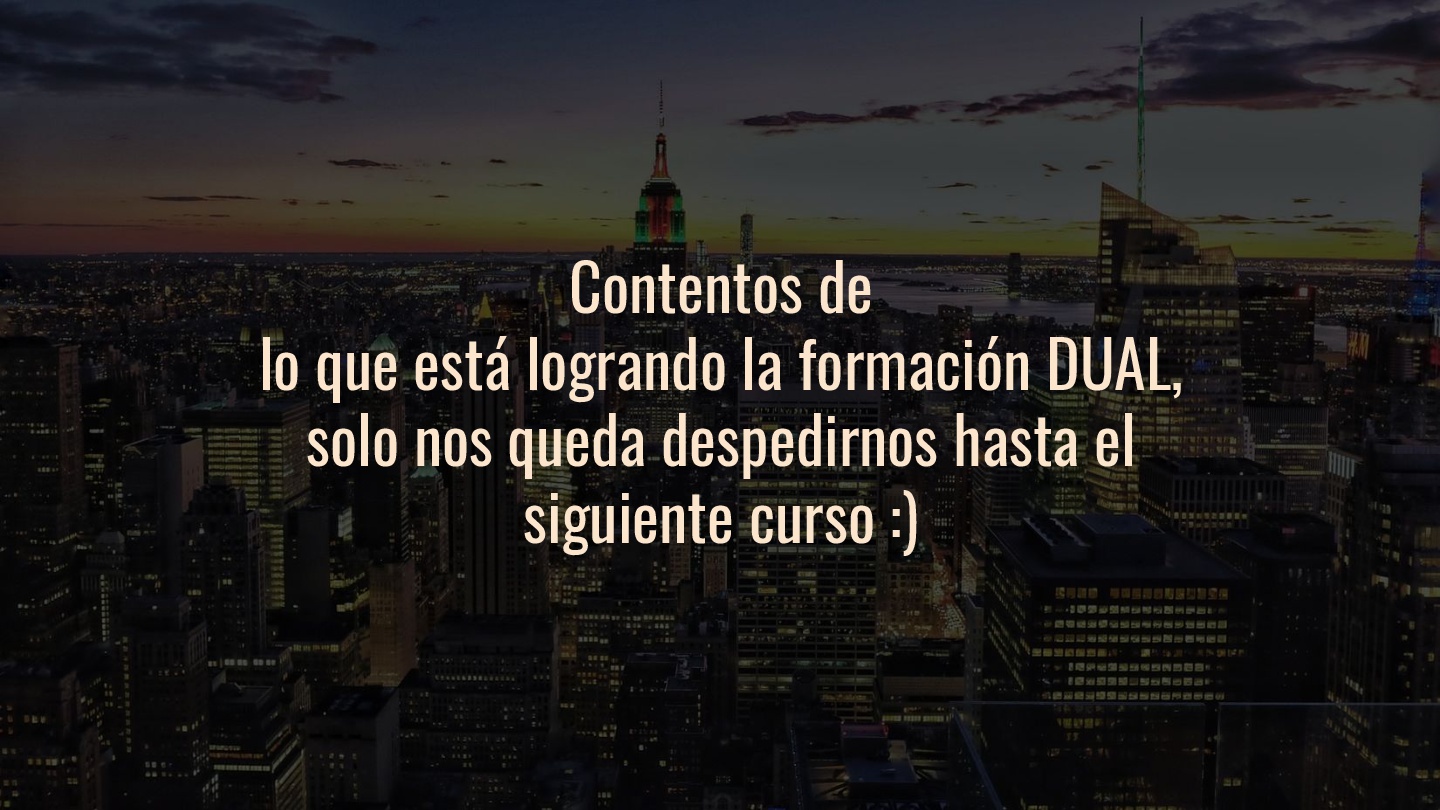 Contentos de
lo que está logrando la formación DUAL,
solo nos queda despedirnos hasta el
siguiente curso :)